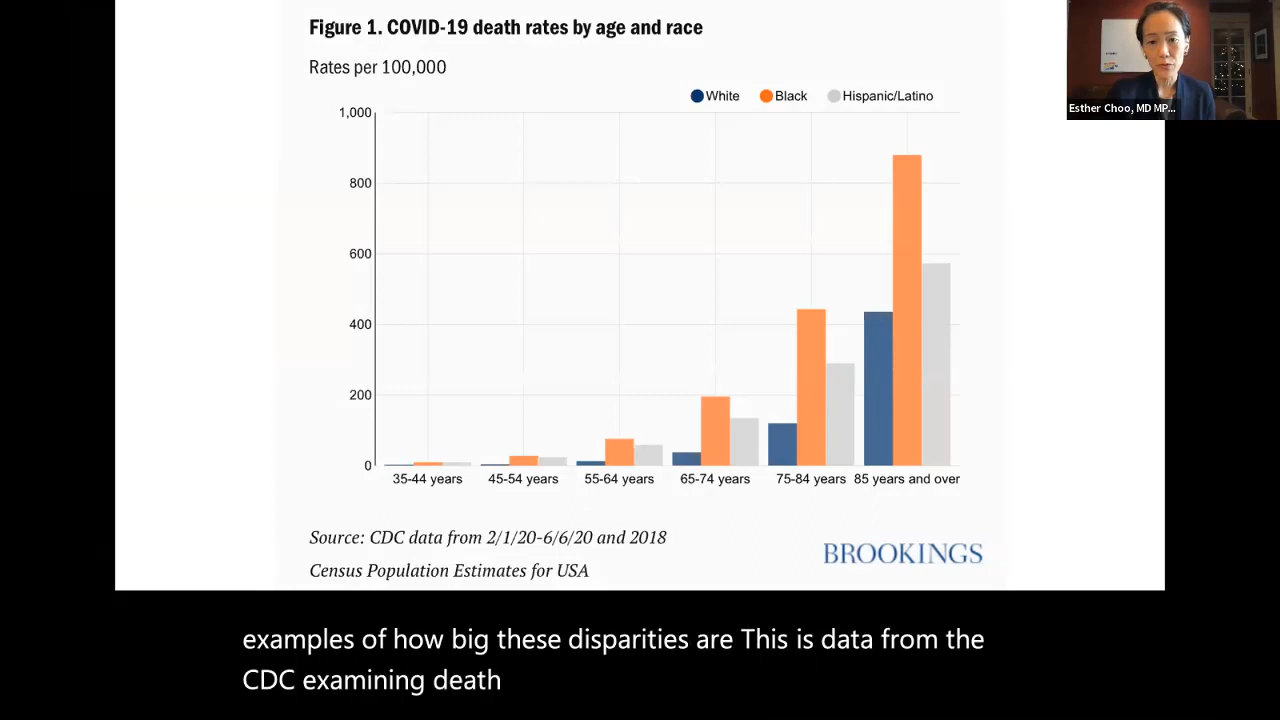 Figure 1. COVID-19 death rates by age and race
Rates per 100,000
White Black Hispanic/Latino
1,000
800
600
400
200
0
35-44 years 45-54 years 55-64 years 65-74 years 75-84 years 85 years and over
Source: CDC data from 2/1/20-6/6/20 and 2018
Census Population Estimates for USA
BROOKINGS
Esther Choo, MD MP...
examples of how big these disparities are This is data from the
CDC examining death